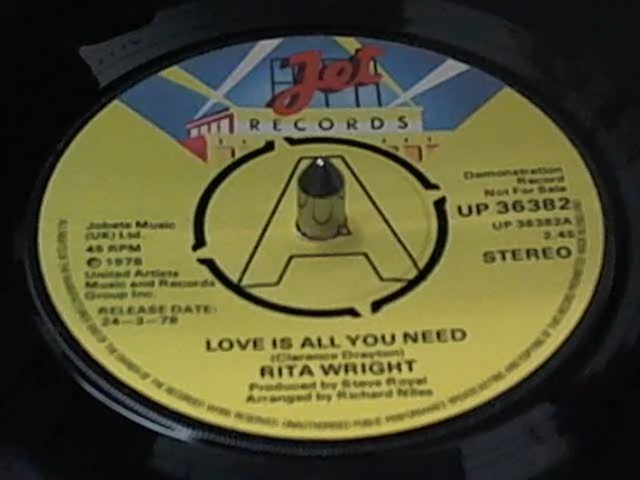 Jet
RECORDS
Demonstration
Record
Not For Sale
UP 36382
UP 36382A
2.45
STEREO
Jobete Music
(UK) Ltd.
45 RPM
℗ 1978
United Artists
Music and Records
Group Inc.
RELEASE DATE:
24-3-78
A
LOVE IS ALL YOU NEED
(Clarence Drayton)
RITA WRIGHT
Produced by Steve Royal
Arranged by Richard Niles